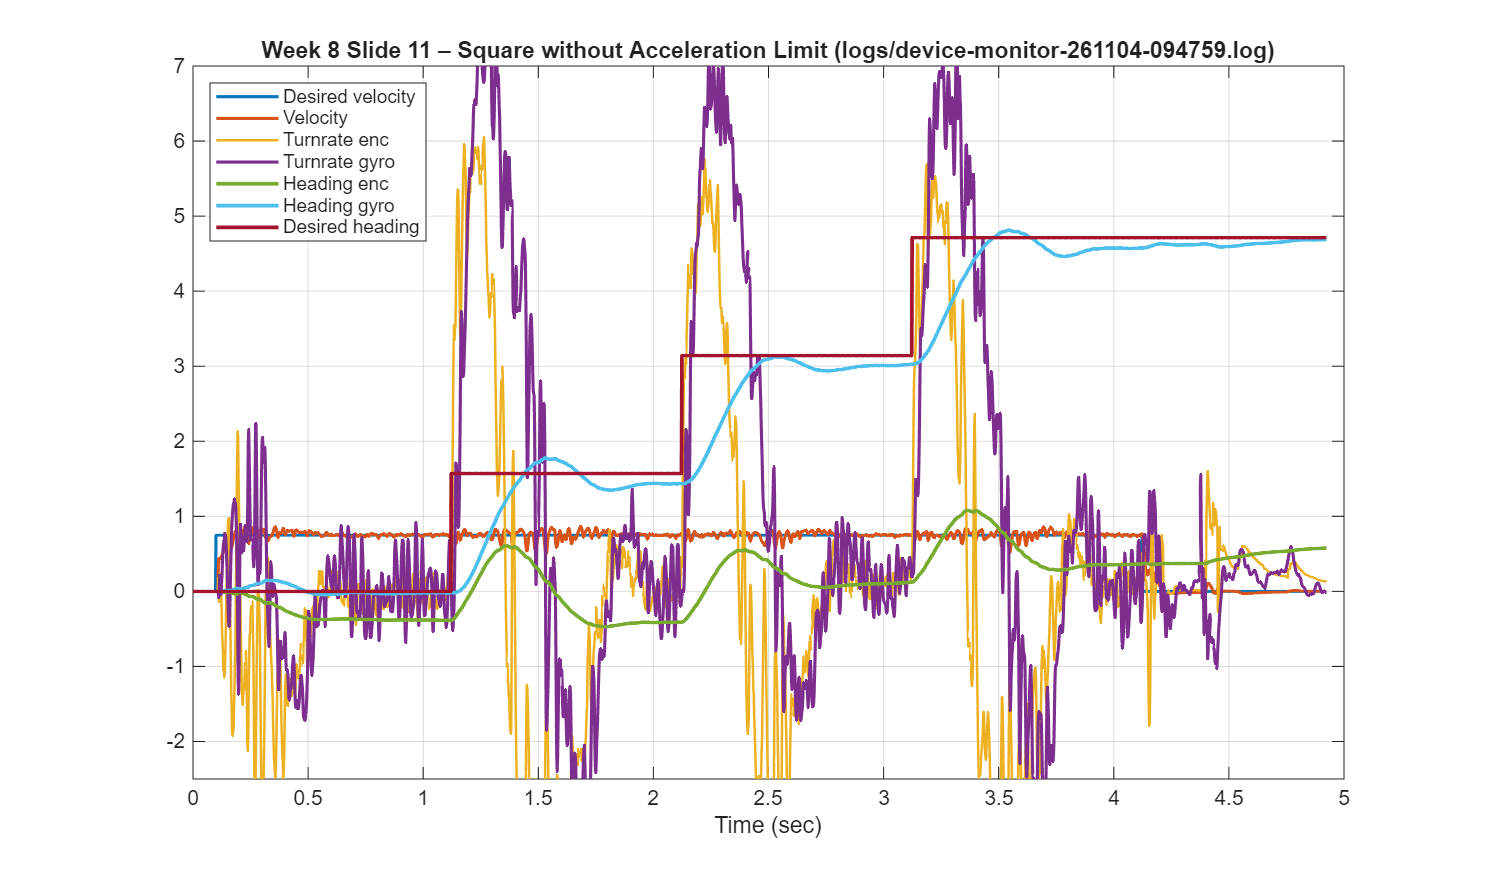 Week 8 Slide 11 – Square without Acceleration Limit (logs/device-monitor-261104-094759.log)
7
6
5
4
3
2
1
0
-1
-2
Desired velocity
Velocity
Turnrate enc
Turnrate gyro
Heading enc
Heading gyro
Desired heading
0 0.5 1 1.5 2 2.5 3 3.5 4 4.5 5
Time (sec)